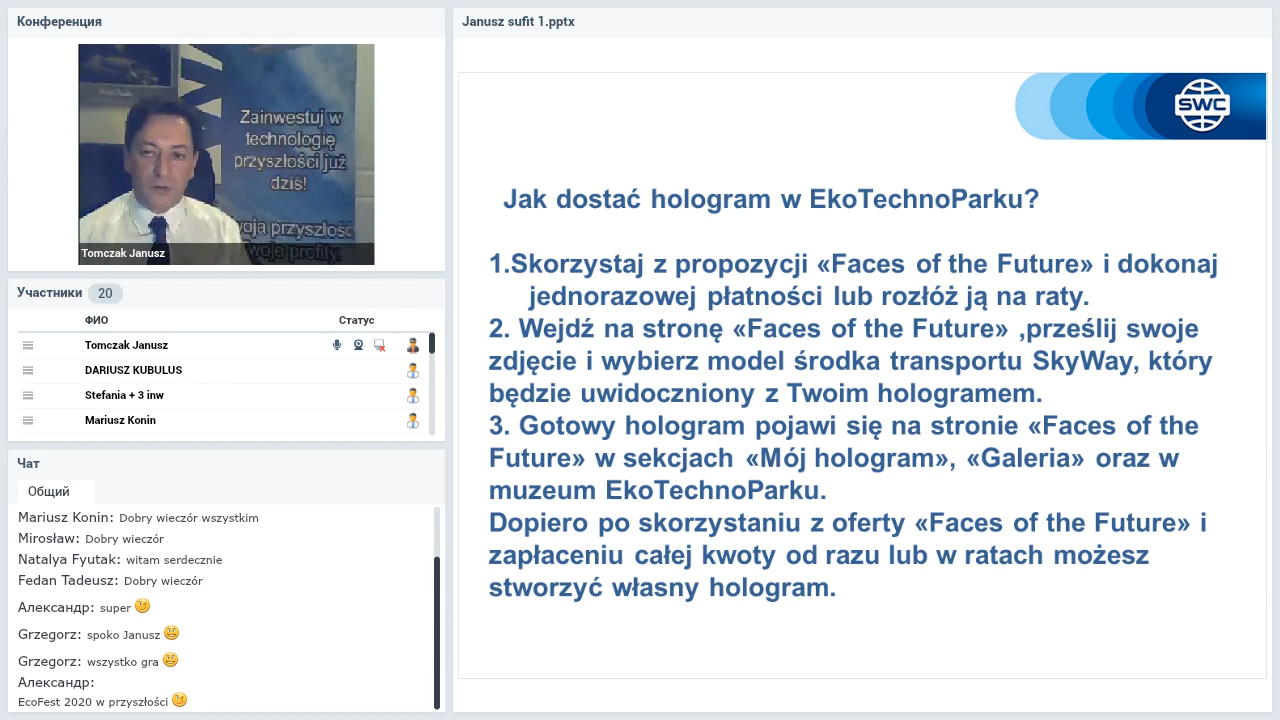 Конференция
Zainwestuj w
technologię
przyszłości już
dziś!
woja przyszłość
Twoje profity.
Tomczak Janusz
Участники 20
ФИО Статус
Tomczak Janusz
DARIUSZ KUBULUS
Stefania + 3 inw
Mariusz Konin
Чат
Общий
Mariusz Konin: Dobry wieczór wszystkim
Mirosław: Dobry wieczór
Natalya Fyutak: witam serdecznie
Fedan Tadeusz: Dobry wieczór
Александр: super
Grzegorz: spoko Janusz
Grzegorz: wszystko gra
Александр:
EcoFest 2020 w przyszłości
Janusz sufit 1.pptx
SWC
Jak dostać hologram w EkoTechnoParku?
1.Skorzystaj z propozycji «Faces of the Future» i dokonaj
jednorazowej płatności lub rozłóż ją na raty.
2. Wejdź na stronę «Faces of the Future» ,prześlij swoje
zdjęcie i wybierz model środka transportu SkyWay, który
będzie uwidoczniony z Twoim hologramem.
3. Gotowy hologram pojawi się na stronie «Faces of the
Future» w sekcjach «Mój hologram», «Galeria» oraz w
muzeum EkoTechnoParku.
Dopiero po skorzystaniu z oferty «Faces of the Future» i
zapłaceniu całej kwoty od razu lub w ratach możesz
stworzyć własny hologram.